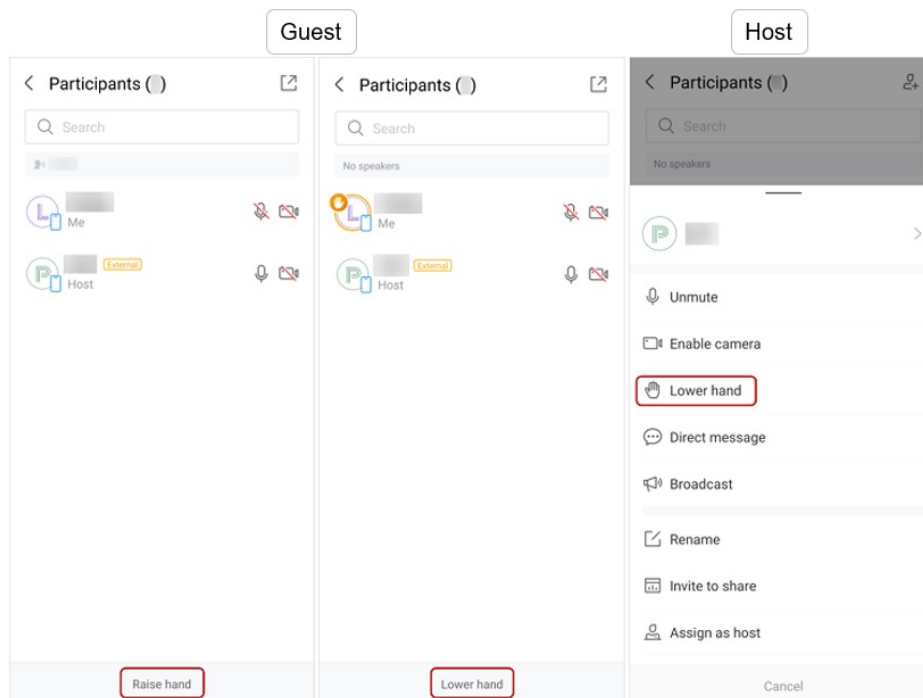 Guest
Participants ( )
Search
Me
External
Host
Raise hand
Participants ( )
Search
No speakers
Me
External
Host
Lower hand
Host
Participants ( )
Search
No speakers
P
Unmute
Enable camera
Lower hand
Direct message
Broadcast
Rename
Invite to share
Assign as host
Cancel